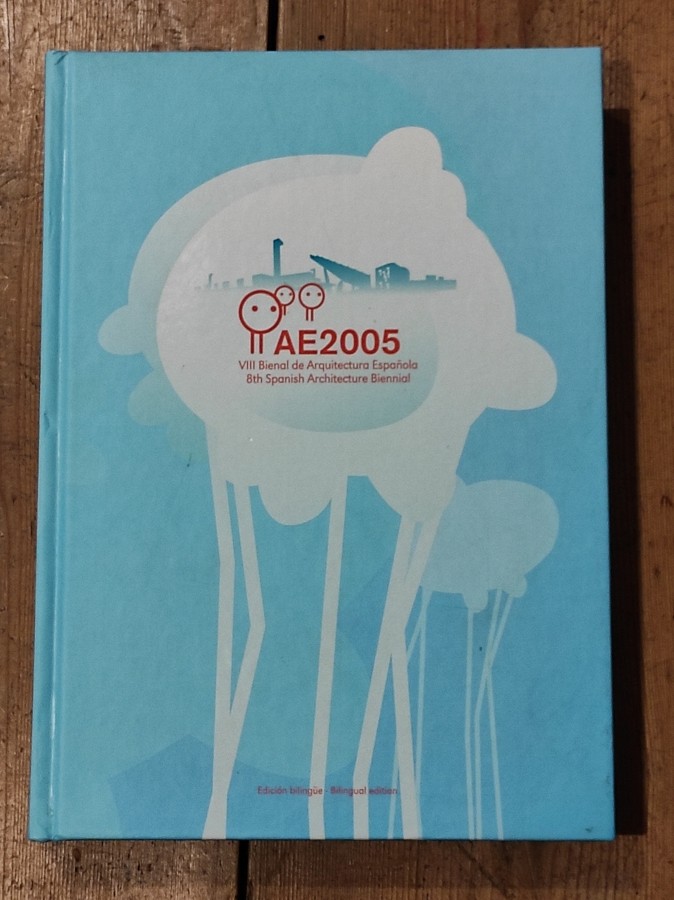 AE2005
VIII Bienal de Arquitectura Española
8th Spanish Architecture Biennial
Edición bilingüe - Bilingual edition